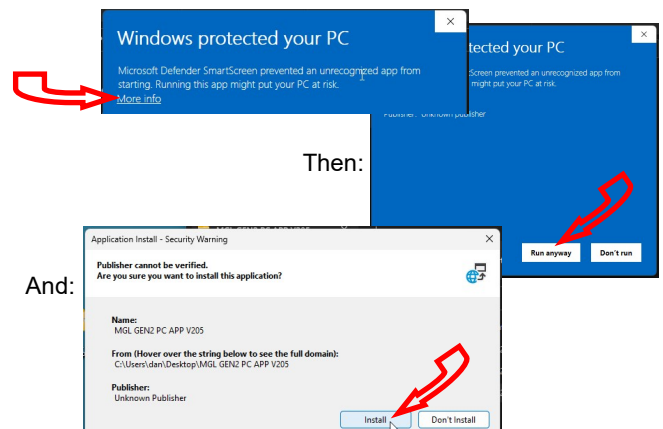 Windows protected your PC
Microsoft Defender SmartScreen prevented an unrecognized app from
starting. Running this app might put your PC at risk.
More info
tected your PC
Screen prevented an unrecognized app from
might put your PC at risk.
Publisher: Unknown publisher
Then:
Run anyway
Don't run
And:
Application Install - Security Warning
Publisher cannot be verified.
Are you sure you want to install this application?
Name:
MGL GEN2 PC APP V205
From (Hover over the string below to see the full domain):
C:\Users\dan\Desktop\MGL GEN2 PC APP V205
Publisher:
Unknown Publisher
Install
Don't Install